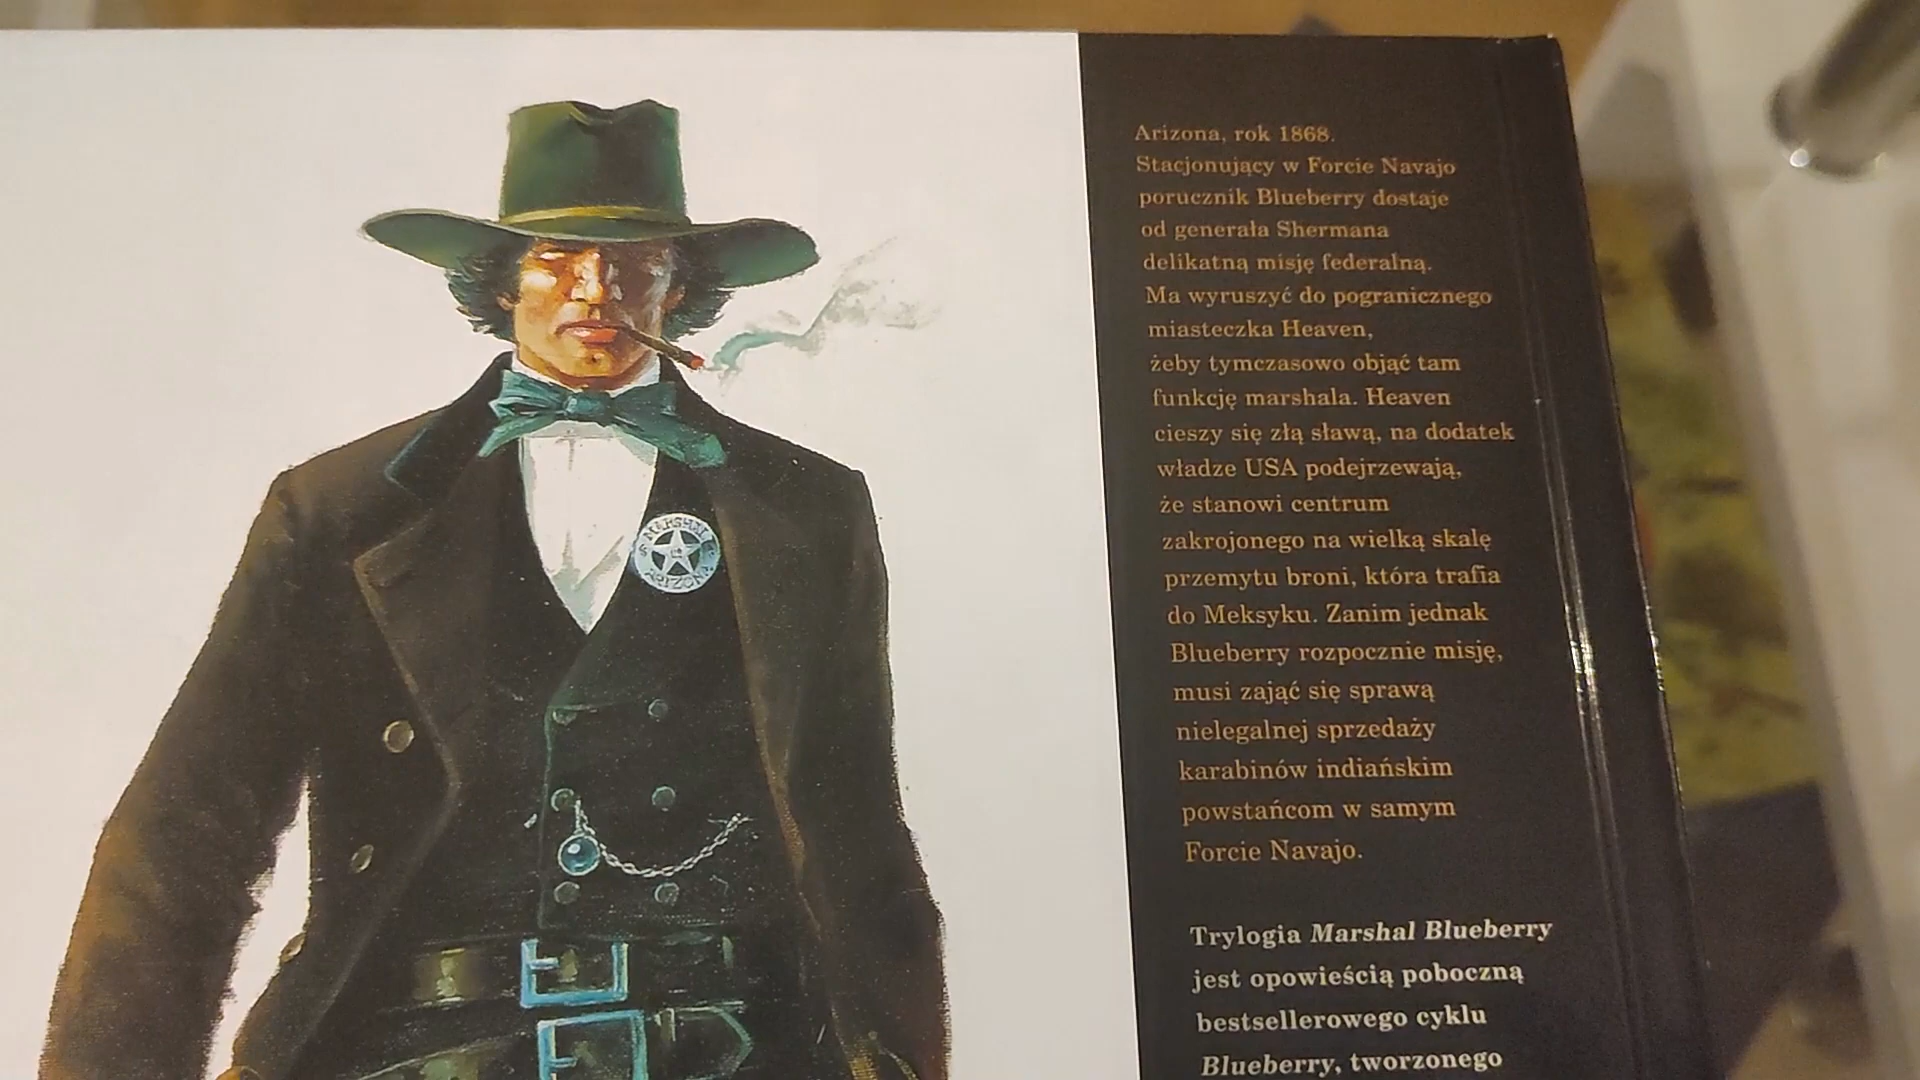 MARSHAL
US
ARIZONA
Arizona, rok 1868.
Stacjonujący w Forcie Navajo
porucznik Blueberry dostaje
od generała Shermana
delikatną misję federalną.
Ma wyruszyć do pogranicznego
miasteczka Heaven,
żeby tymczasowo objąć tam
funkcję marshala. Heaven
cieszy się złą sławą, na dodatek
władze USA podejrzewają,
że stanowi centrum
zakrojonego na wielką skalę
przemytu broni, która trafia
do Meksyku. Zanim jednak
Blueberry rozpocznie misję,
musi zająć się sprawą
nielegalnej sprzedaży
karabinów indiańskim
powstańcom w samym
Forcie Navajo.
Trylogia Marshal Blueberry
jest opowieścią poboczną
bestsellerowego cyklu
Blueberry, tworzonego